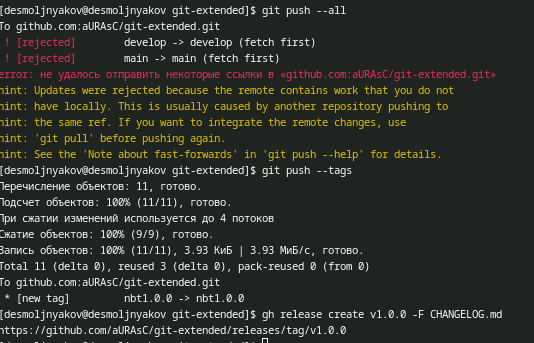 [desmoljnyakov@desmoljnyakov git-extended]$ git push --all
To github.com:aURAsC/git-extended.git
! [rejected] develop -> develop (fetch first)
! [rejected] main -> main (fetch first)
error: не удалось отправить некоторые ссылки в «github.com:aURAsC/git-extended.git»
hint: Updates were rejected because the remote contains work that you do not
hint: have locally. This is usually caused by another repository pushing to
hint: the same ref. If you want to integrate the remote changes, use
hint: 'git pull' before pushing again.
hint: See the 'Note about fast-forwards' in 'git push --help' for details.
[desmoljnyakov@desmoljnyakov git-extended]$ git push --tags
Перечисление объектов: 11, готово.
Подсчет объектов: 100% (11/11), готово.
При сжатии изменений используется до 4 потоков
Сжатие объектов: 100% (9/9), готово.
Запись объектов: 100% (11/11), 3.93 КиБ | 3.93 МиБ/с, готово.
Total 11 (delta 0), reused 3 (delta 0), pack-reused 0 (from 0)
To github.com:aURAsC/git-extended.git
* [new tag] nbt1.0.0 -> nbt1.0.0
[desmoljnyakov@desmoljnyakov git-extended]$ gh release create v1.0.0 -F CHANGELOG.md
https://github.com/aURAsC/git-extended/releases/tag/v1.0.0